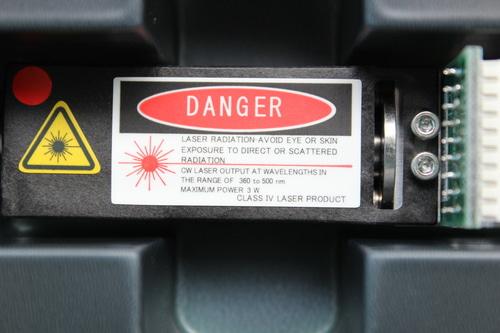 DANGER
LASER RADIATION-AVOID EYE OR SKIN
EXPOSURE TO DIRECT OR SCATTERED
RADIATION
CW LASER OUTPUT AT WAVELENGTHS IN
THE RANGE OF 360 to 500 nm
MAXIMUM POWER 3 W
CLASS IV LASER PRODUCT